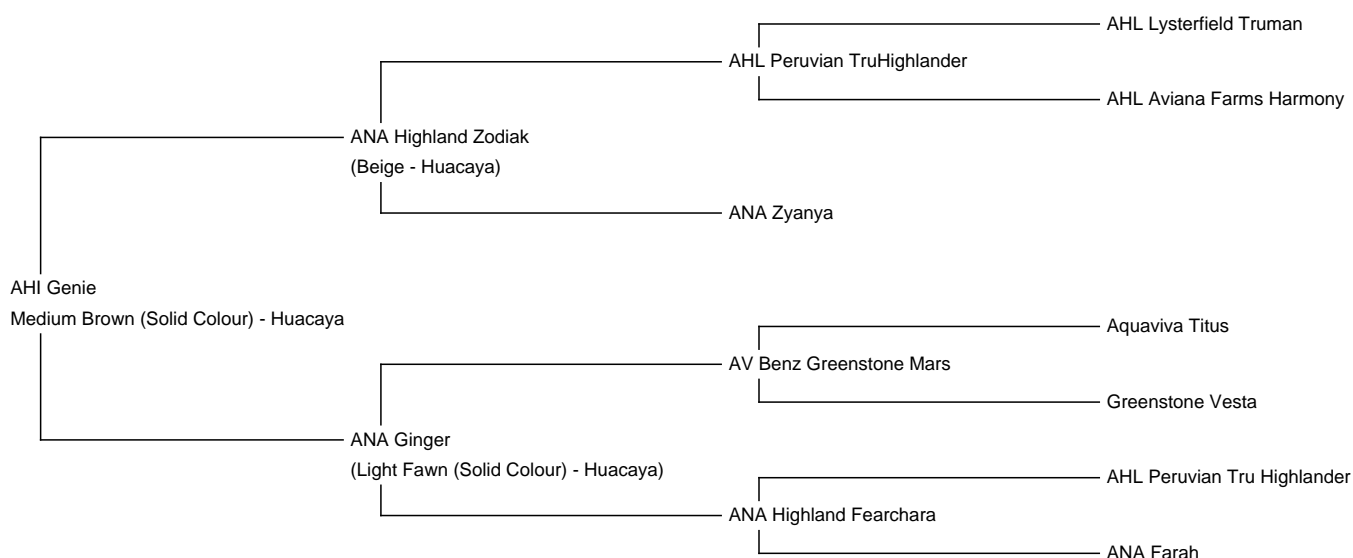 AHL Lysterfield Truman
AHL Peruvian TruHighlander
AHL Aviana Farms Harmony
ANA Highland Zodiak
(Beige - Huacaya)
ANA Zyanya
AHI Genie
Medium Brown (Solid Colour) - Huacaya
Aquaviva Titus
AV Benz Greenstone Mars
Greenstone Vesta
ANA Ginger
(Light Fawn (Solid Colour) - Huacaya)
AHL Peruvian Tru Highlander
ANA Highland Fearchara
ANA Farah